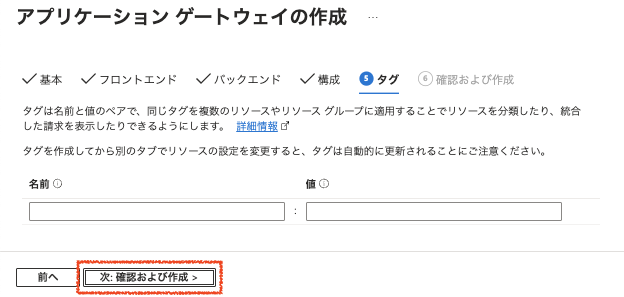 アプリケーション ゲートウェイの作成 …
基本 フロントエンド バックエンド 構成 5 タグ 6 確認および作成
タグは名前と値のペアで、同じタグを複数のリソースやリソース グループに適用することでリソースを分類したり、統合
した請求を表示したりできるようにします。 詳細情報
タグを作成してから別のタブでリソースの設定を変更すると、タグは自動的に更新されることにご注意ください。
名前 値
:
前へ 次: 確認および作成 >